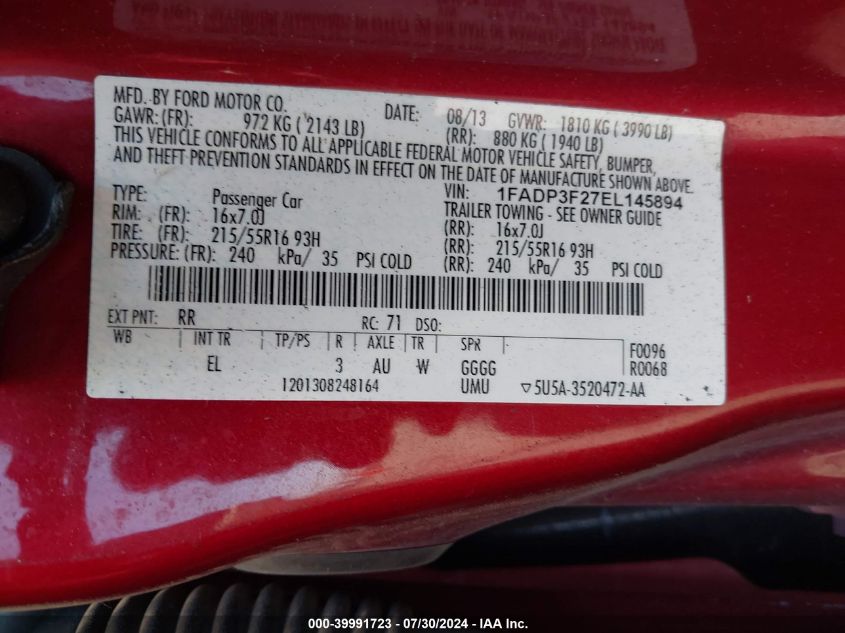 MFD. BY FORD MOTOR CO. DATE: 08/13 GVWR: 1810 KG ( 3990 LB)
GAWR: (FR): 972 KG ( 2143 LB) (RR): 880 KG ( 1940 LB)
THIS VEHICLE CONFORMS TO ALL APPLICABLE FEDERAL MOTOR VEHICLE SAFETY, BUMPER,
AND THEFT PREVENTION STANDARDS IN EFFECT ON THE DATE OF MANUFACTURE SHOWN ABOVE.
VIN: 1FADP3F27EL145894
TYPE: Passenger Car TRAILER TOWING - SEE OWNER GUIDE
RIM: (FR): 16x7.0J (RR): 16x7.0J
TIRE: (FR): 215/55R16 93H (RR): 215/55R16 93H
PRESSURE: (FR): 240 kPa/ 35 PSI COLD (RR): 240 kPa/ 35 PSI COLD
EXT PNT: RR RC: 71 DSO:
WB INT TR TP/PS R AXLE TR SPR F0096
EL 3 AU W GGGG R0068
1201308248164 UMU ▽5U5A-3520472-AA
000-39991723 — 07/30/2024 — IAA Inc.